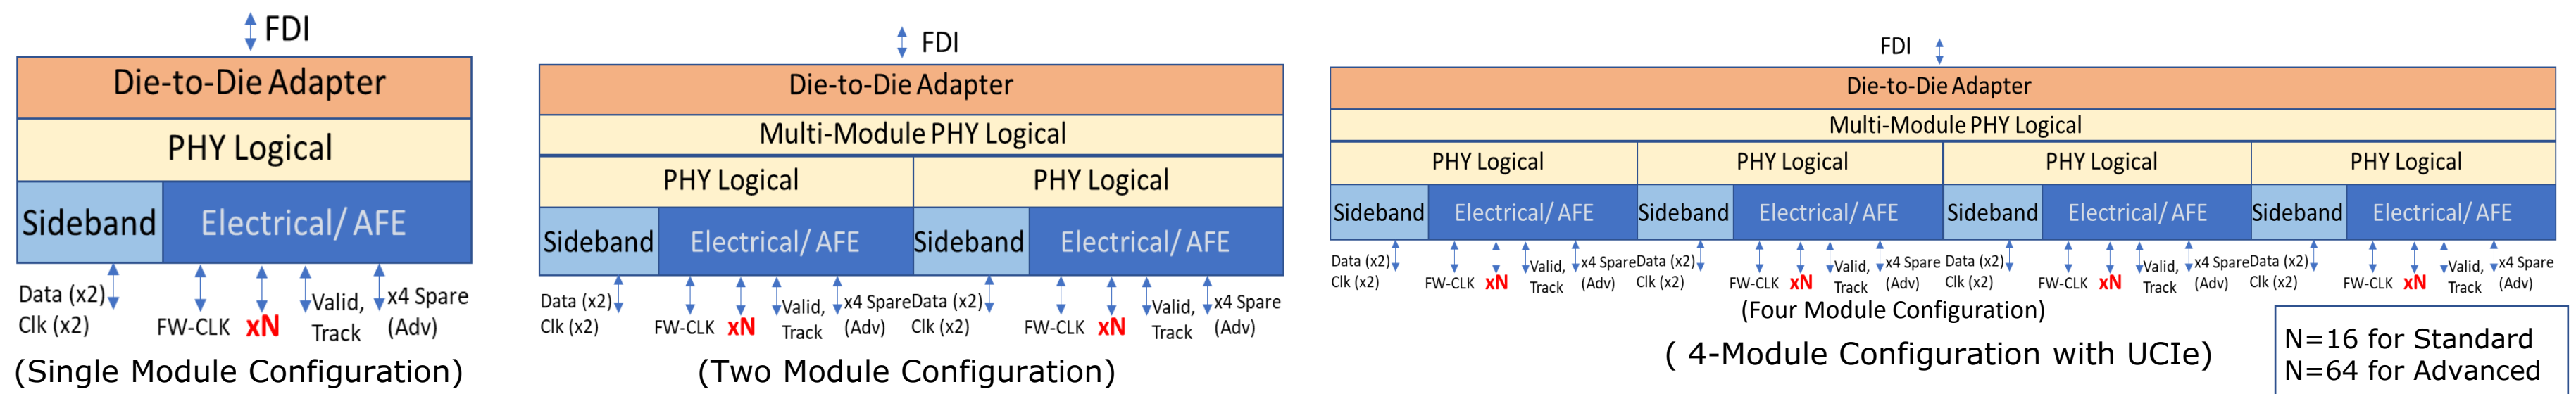 FDI
Die-to-Die Adapter
PHY Logical
Sideband Electrical/ AFE
Data (x2)
Clk (x2)
FW-CLK xN Valid,
Track
x4 Spare
(Adv)
(Single Module Configuration)
FDI
Die-to-Die Adapter
Multi-Module PHY Logical
PHY Logical PHY Logical
Sideband Electrical/ AFE Sideband Electrical/ AFE
Data (x2)
Clk (x2)
FW-CLK xN Valid,
Track
x4 Spare
(Adv)
Data (x2)
Clk (x2)
FW-CLK xN Valid,
Track
x4 Spare
(Adv)
(Two Module Configuration)
FDI
Die-to-Die Adapter
Multi-Module PHY Logical
PHY Logical PHY Logical PHY Logical PHY Logical
Sideband Electrical/ AFE Sideband Electrical/ AFE Sideband Electrical/ AFE Sideband Electrical/ AFE
Data (x2)
Clk (x2)
FW-CLK xN Valid,
Track
x4 Spare
(Adv)
Data (x2)
Clk (x2)
FW-CLK xN Valid,
Track
x4 Spare
(Adv)
Data (x2)
Clk (x2)
FW-CLK xN Valid,
Track
x4 Spare
(Adv)
Data (x2)
Clk (x2)
FW-CLK xN Valid,
Track
x4 Spare
(Adv)
(Four Module Configuration)
( 4-Module Configuration with UCIe)
N=16 for Standard
N=64 for Advanced